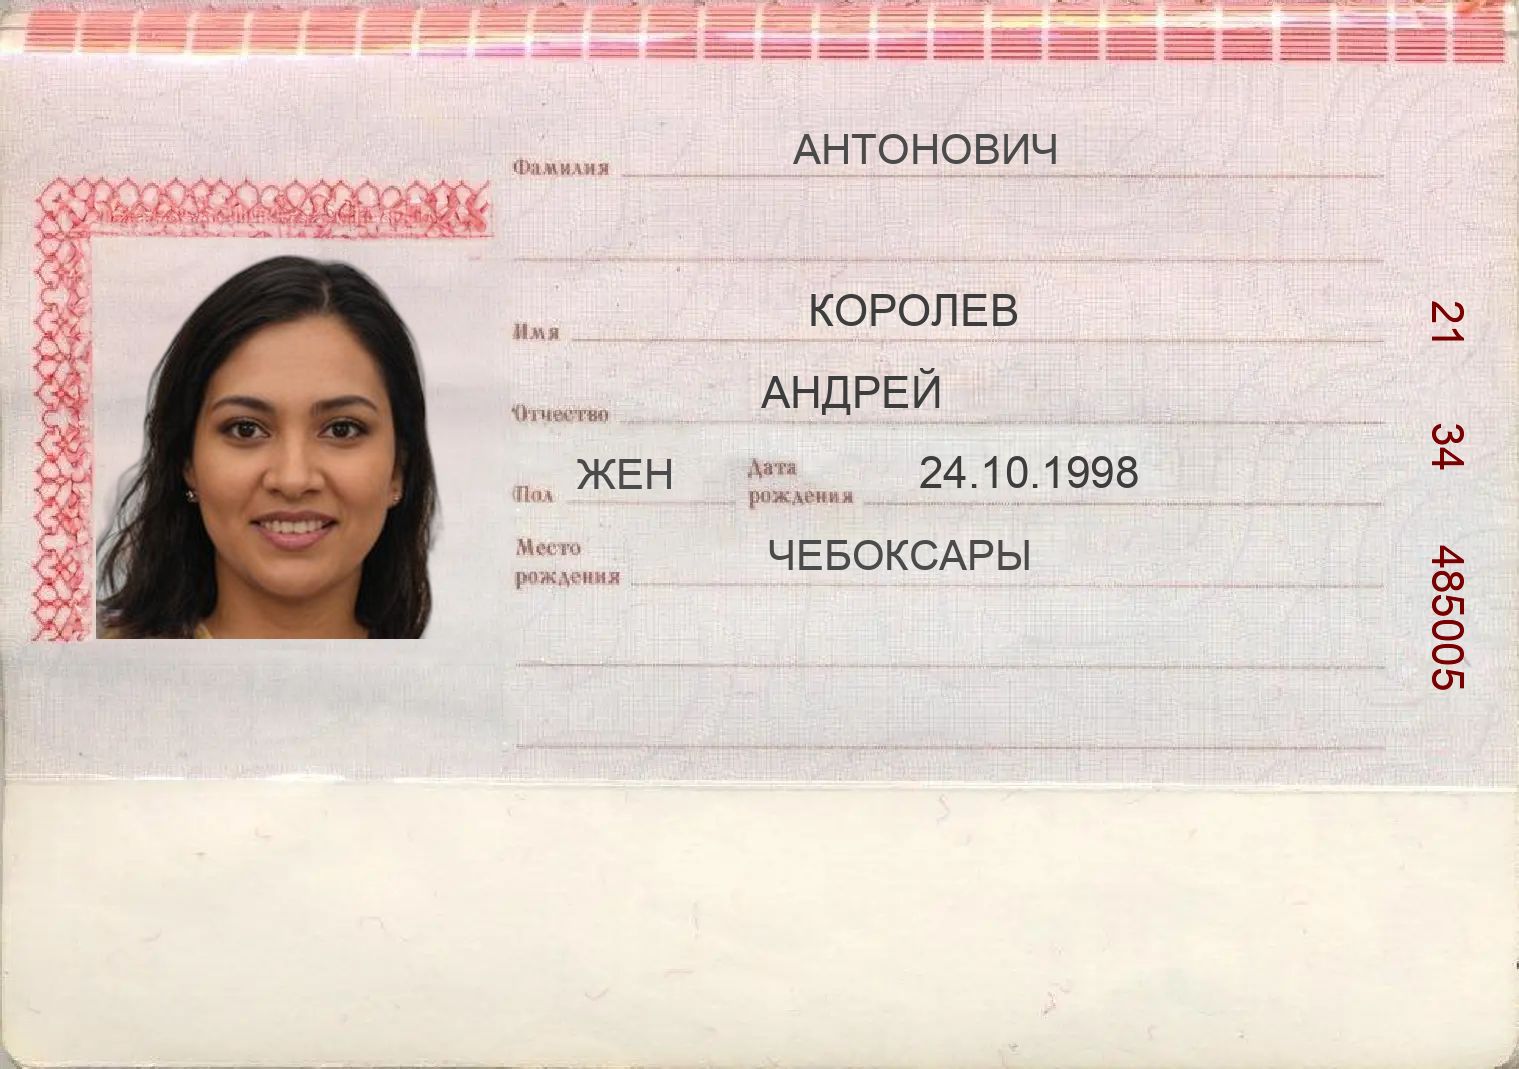 Фамилия АНТОНОВИЧ
Имя КОРОЛЕВ
Отчество АНДРЕЙ
Пол ЖЕН Дата рождения 24.10.1998
Место рождения ЧЕБОКСАРЫ
21 34 485005